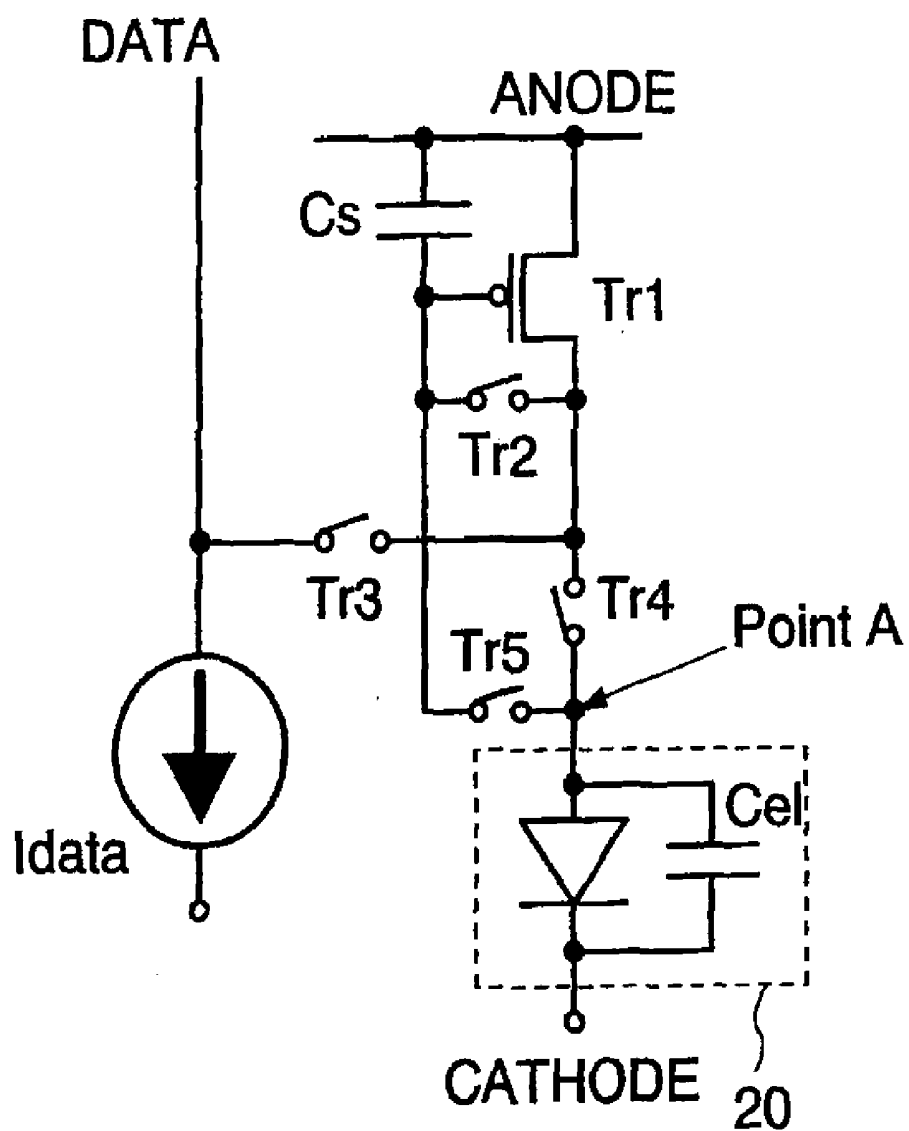 DATA
ANODE
Cs
Tr1
Tr2
Tr3
Tr4
Point A
Tr5
Cel
Idata
CATHODE
20